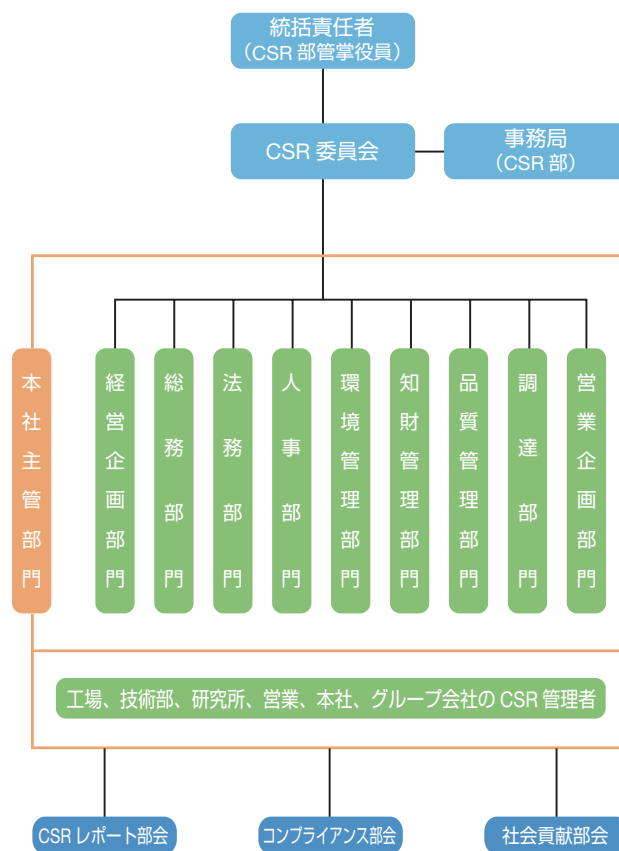 統括責任者
（CSR 部管掌役員）
CSR 委員会
事務局
（CSR 部）
本社主管部門
経営企画部門
総務部門
法務部門
人事部門
環境管理部門
知財管理部門
品質管理部門
調達部門
営業企画部門
工場、技術部、研究所、営業、本社、グループ会社の CSR 管理者
CSR レポート部会
コンプライアンス部会
社会貢献部会